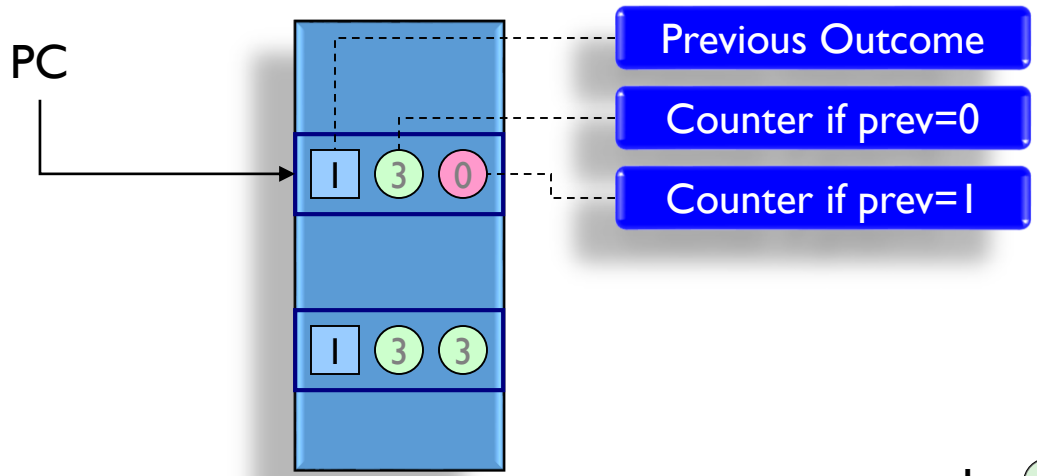 PC
Previous Outcome
Counter if prev=0
Counter if prev=1
1 3 0
1 3 3